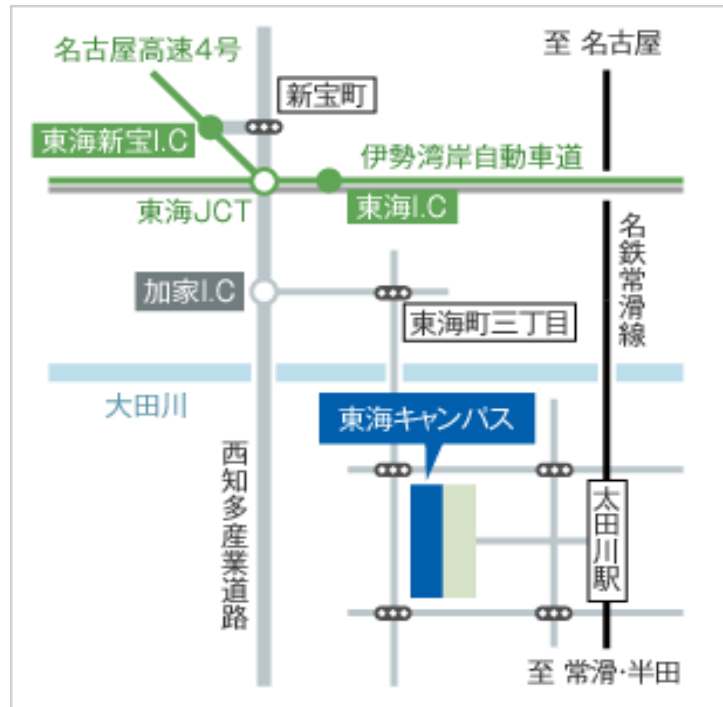 名古屋高速4号
至 名古屋
新宝町
東海新宝I.C
伊勢湾岸自動車道
東海JCT
東海I.C
名鉄常滑線
加家I.C
東海町三丁目
大田川
東海キャンパス
西知多産業道路
太田川駅
至 常滑・半田